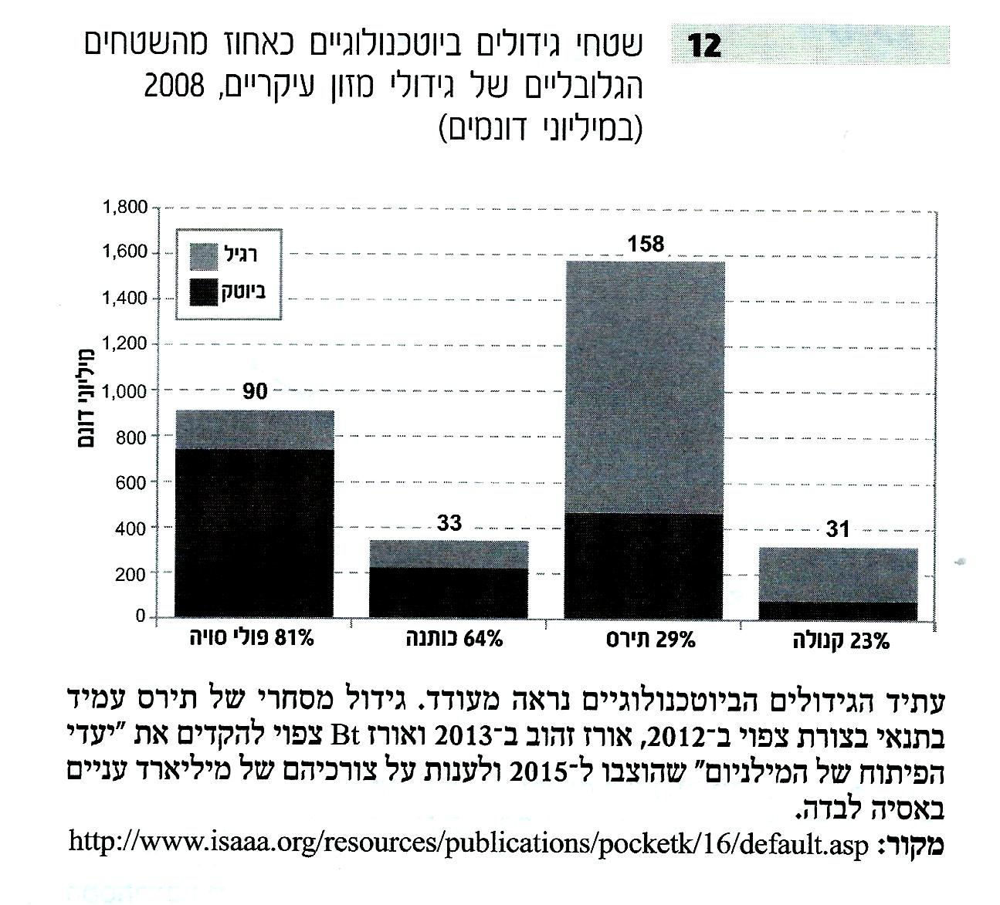 12
שטחי גידולים ביוטכנולוגיים כאחוז מהשטחים
הגלובליים של גידולי מזון עיקריים, 2008
(במיליוני דונמים)
מיליוני דונם
1,800
1,600
1,400
1,200
1,000
800
600
400
200
0
רגיל
ביוטק
90
33
158
31
81% פולי סויה
64% כותנה
29% תירס
23% קנולה
עתיד הגידולים הביוטכנולוגיים נראה מעודד. גידול מסחרי של תירס עמיד
בתנאי בצורת צפוי ב־2012, אורז זהוב ב־2013 ואורז Bt צפוי להקדים את "יעדי
הפיתוח של המילניום" שהוצבו ל־2015 ולענות על צורכיהם של מיליארד עניים
באסיה לבדה.
מקור: http://www.isaaa.org/resources/publications/pocketk/16/default.asp